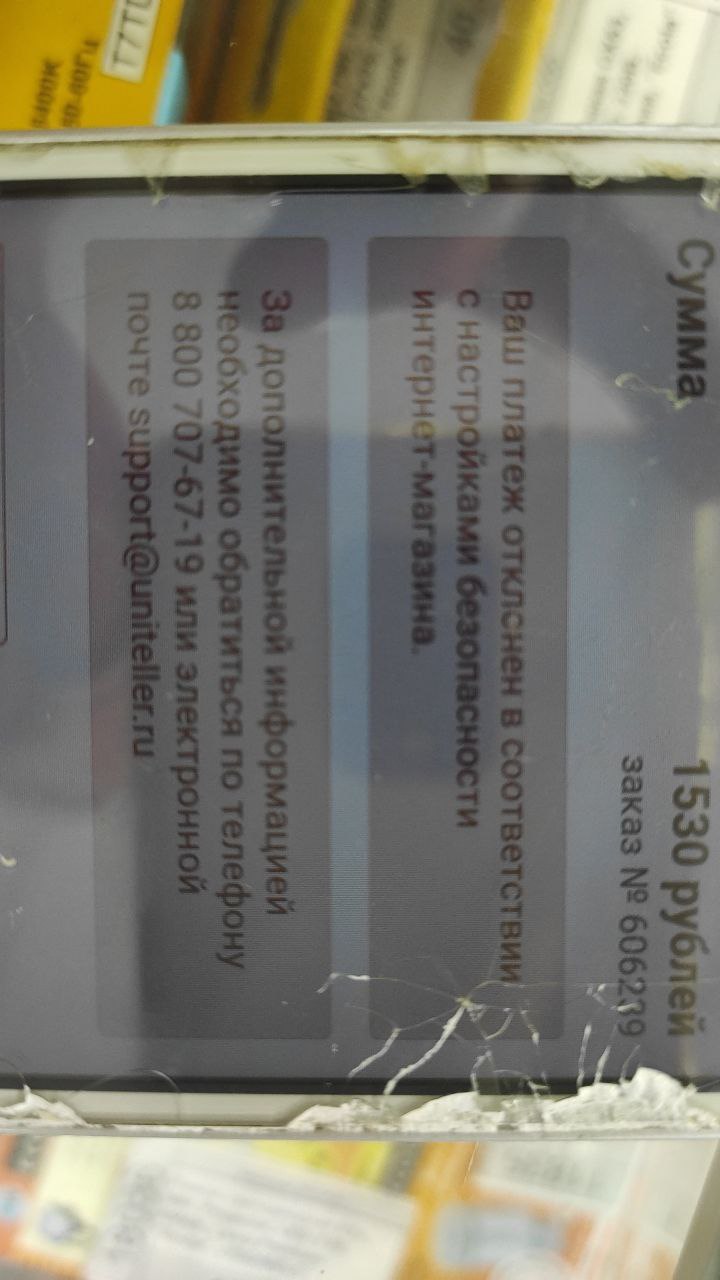 Сумма
1530 рублей
заказ № 606239
Ваш платеж отклонен в соответствии
с настройками безопасности
интернет-магазина.
За дополнительной информацией
необходимо обратиться по телефону
8 800 707-67-19 или электронной
почте support@uniteller.ru